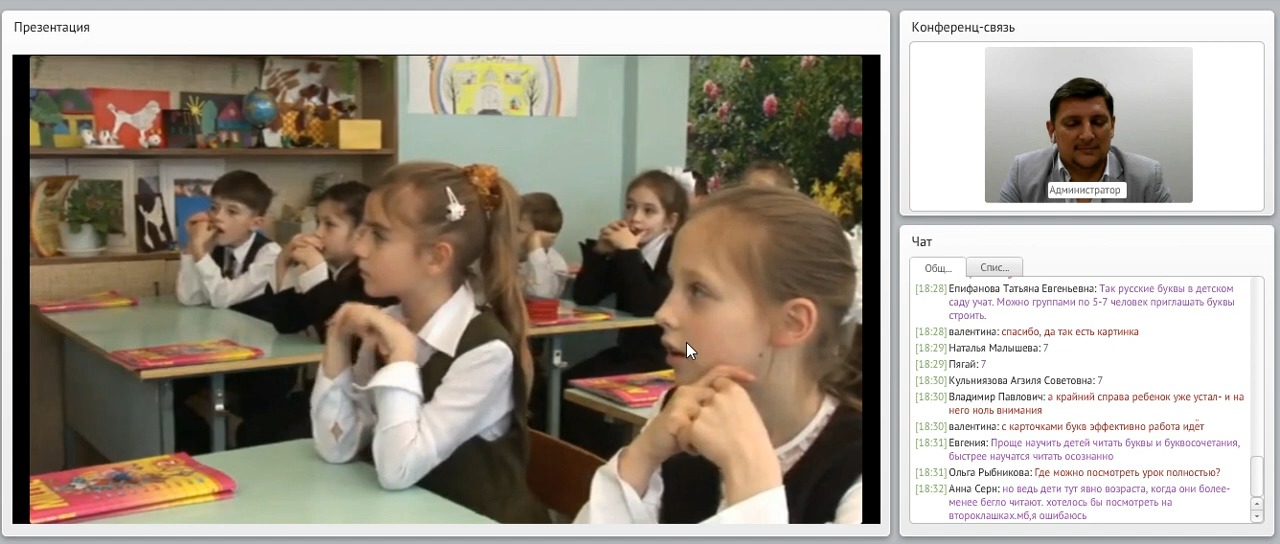 Презентация
Конференц-связь
Администратор
Чат
Общ...
Спис...
[18:28] Епифанова Татьяна Евгеньевна: Так русские буквы в детском
саду учат. Можно группами по 5-7 человек приглашать буквы
строить.
[18:28] валентина: спасибо, да так есть картинка
[18:29] Наталья Малышева: 7
[18:29] Пягай: 7
[18:30] Кульниязова Агзиля Советовна: 7
[18:30] Владимир Павлович: а крайний справа ребенок уже устал- и на
него ноль внимания
[18:30] валентина: с карточками букв эффективно работа идёт
[18:31] Евгения: Проще научить детей читать буквы и буквосочетания,
быстрее научатся читать осознанно
[18:31] Ольга Рыбникова: Где можно посмотреть урок полностью?
[18:32] Анна Серн: но ведь дети тут явно возраста, когда они более-
менее бегло читают. хотелось бы посмотреть на
второклашках.мб,я ошибаюсь